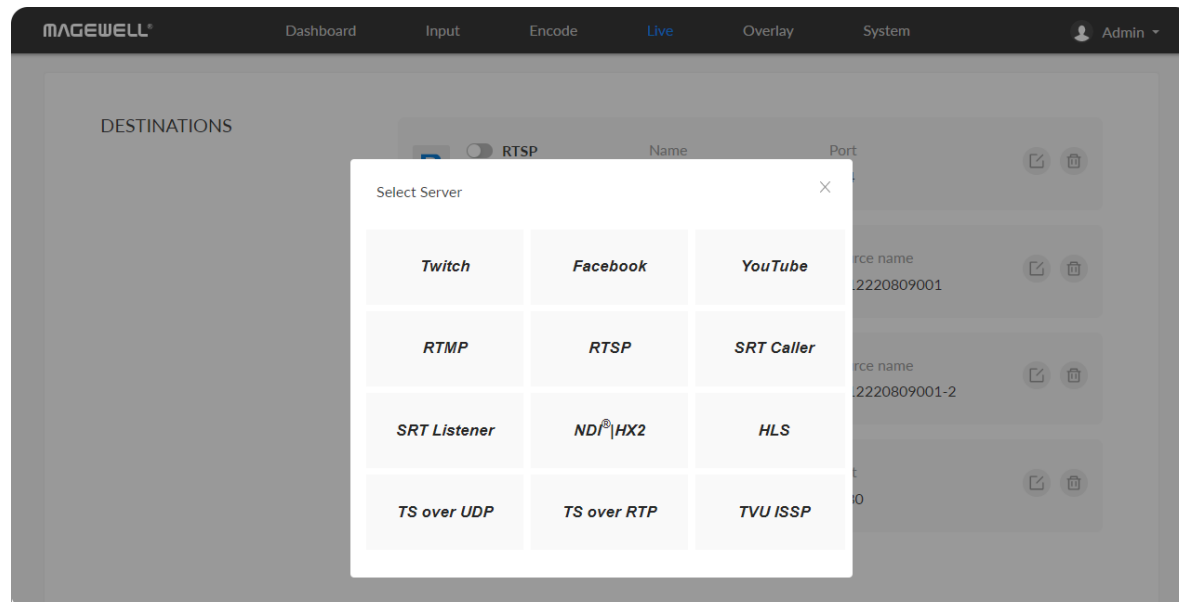 MAGEWELL® Dashboard Input Encode Live Overlay System Admin
DESTINATIONS
RTSP Name Port
Select Server
Twitch Facebook YouTube
rce name
.2220809001
RTMP RTSP SRT Caller
rce name
.2220809001-2
SRT Listener NDI®|HX2 HLS
TS over UDP TS over RTP TVU ISSP